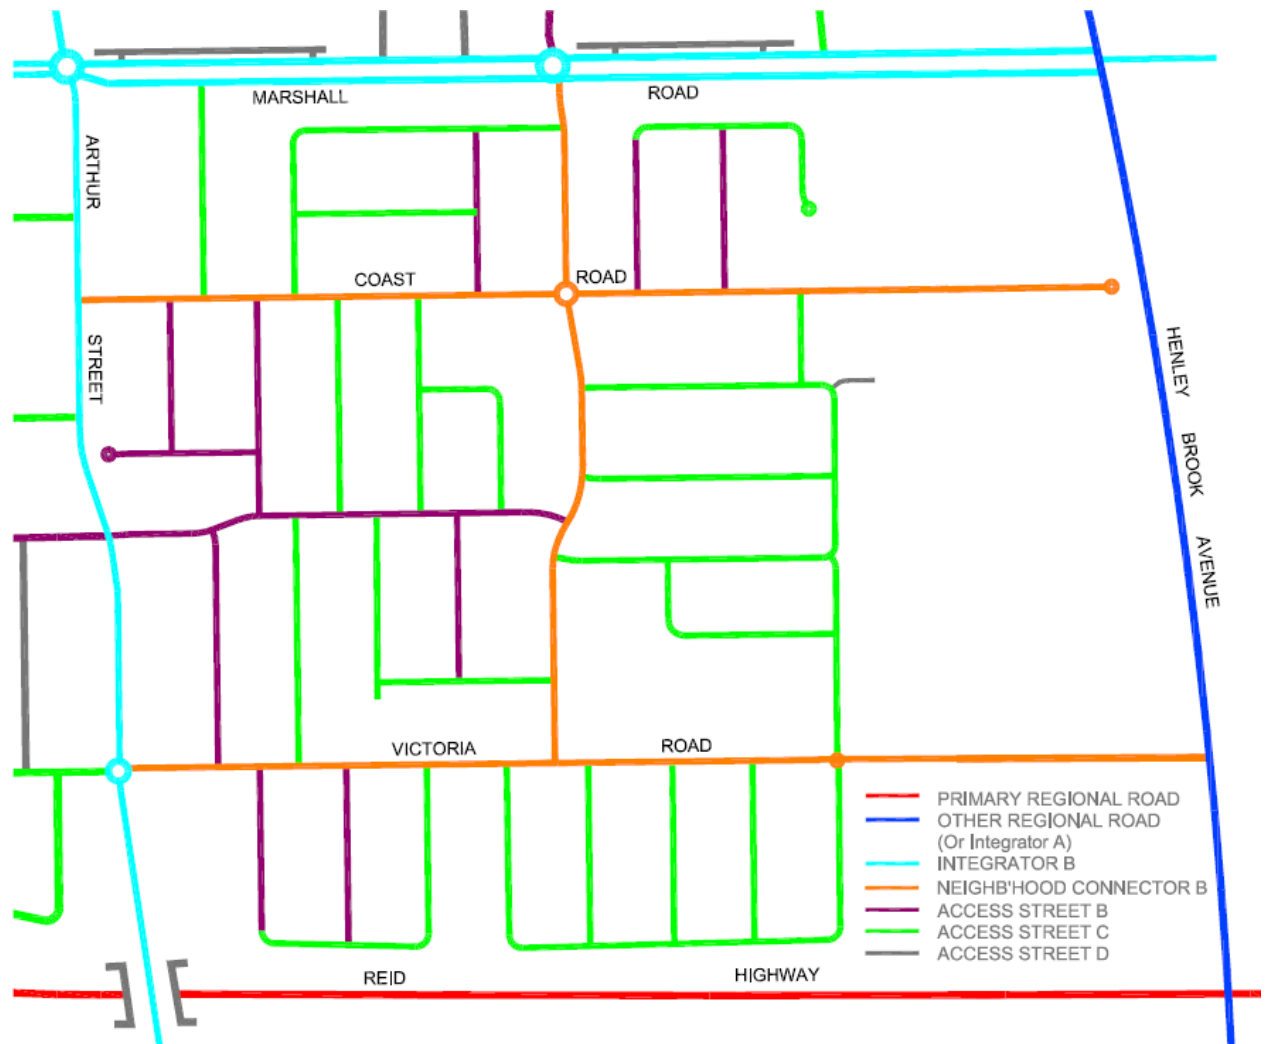 MARSHALL
ROAD
ARTHUR
STREET
COAST
ROAD
HENLEY
BROOK
AVENUE
VICTORIA
ROAD
PRIMARY REGIONAL ROAD
OTHER REGIONAL ROAD
(Or Integrator A)
INTEGRATOR B
NEIGHB'HOOD CONNECTOR B
ACCESS STREET B
ACCESS STREET C
ACCESS STREET D
REID
HIGHWAY